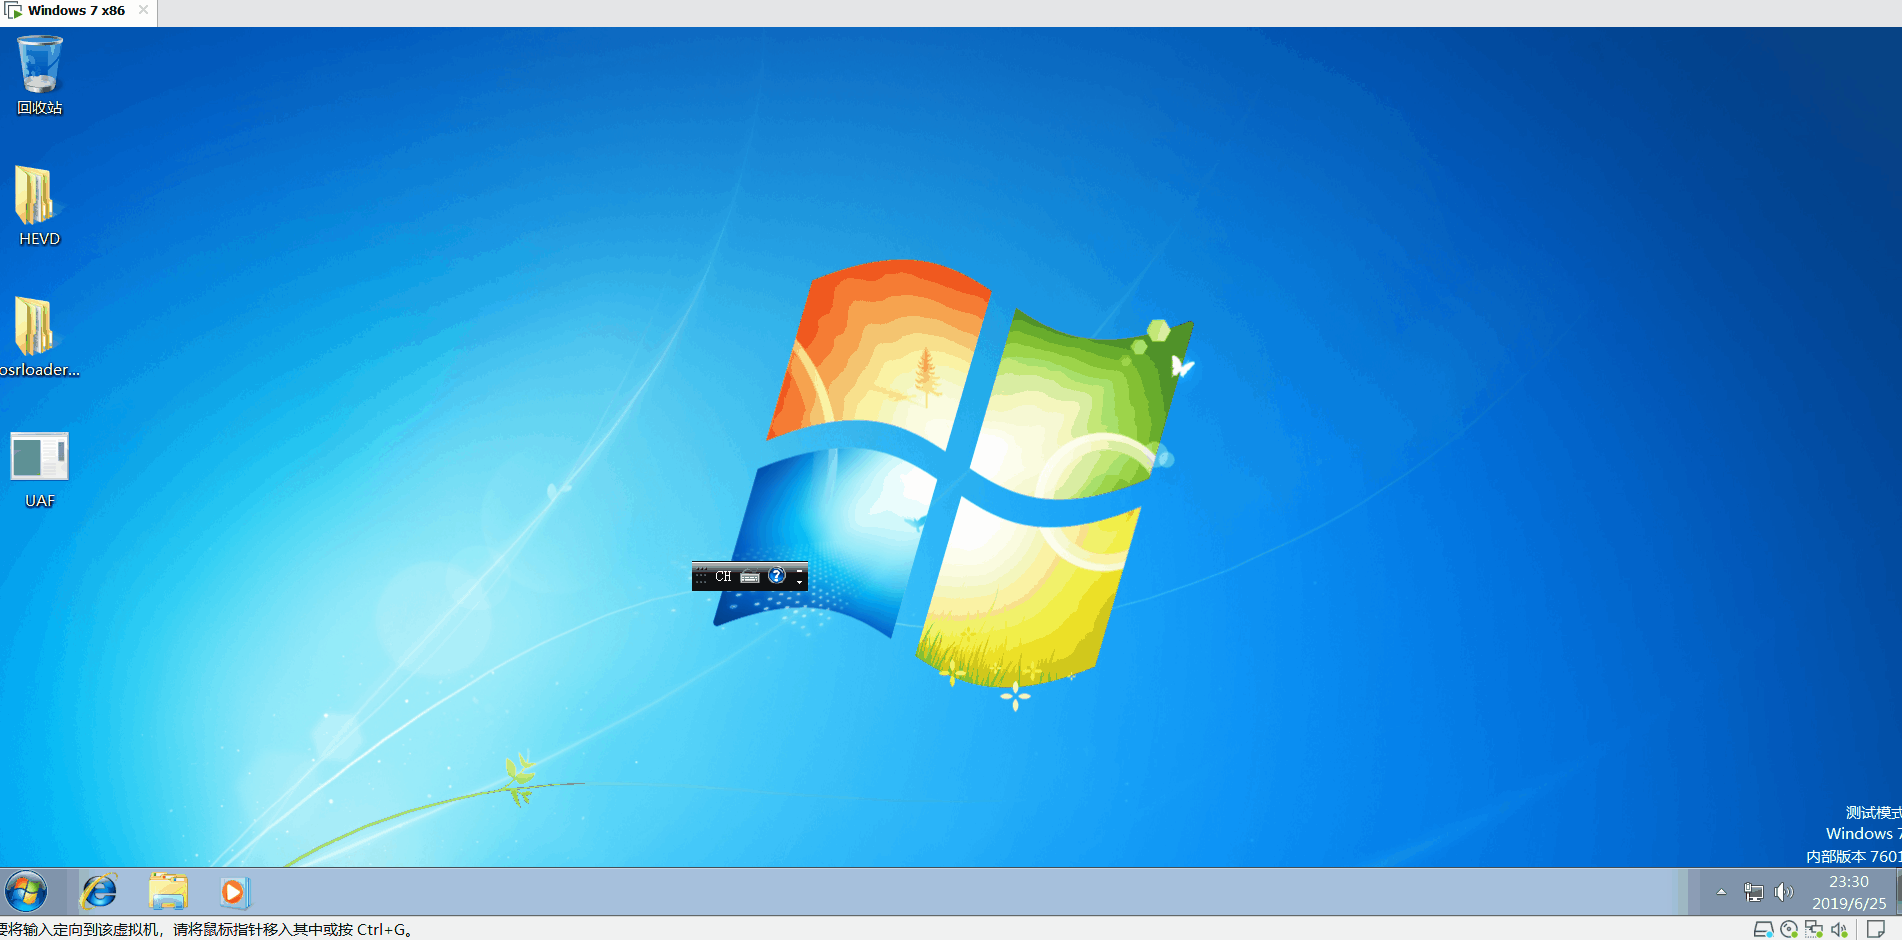 Windows 7 x86
回收站
HEVD
osrloader...
UAF
CH
测试模式
Windows 7
内部版本 7601
23:30
2019/6/25
要将输入定向到该虚拟机，请将鼠标指针移入其中或按 Ctrl+G。